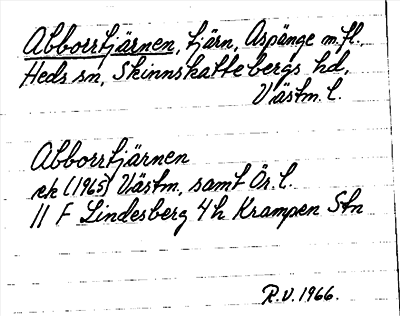 Abborrtjärnen, tjärn, Aspänge m.fl.,
Heds sn, Skinnskattebergs hd,
Västm. l.
Abborrtjärnen
ek (1965) Västm. samt Ör. l.
11 F Lindesberg 4 h Krampen Stn
R.V. 1966.